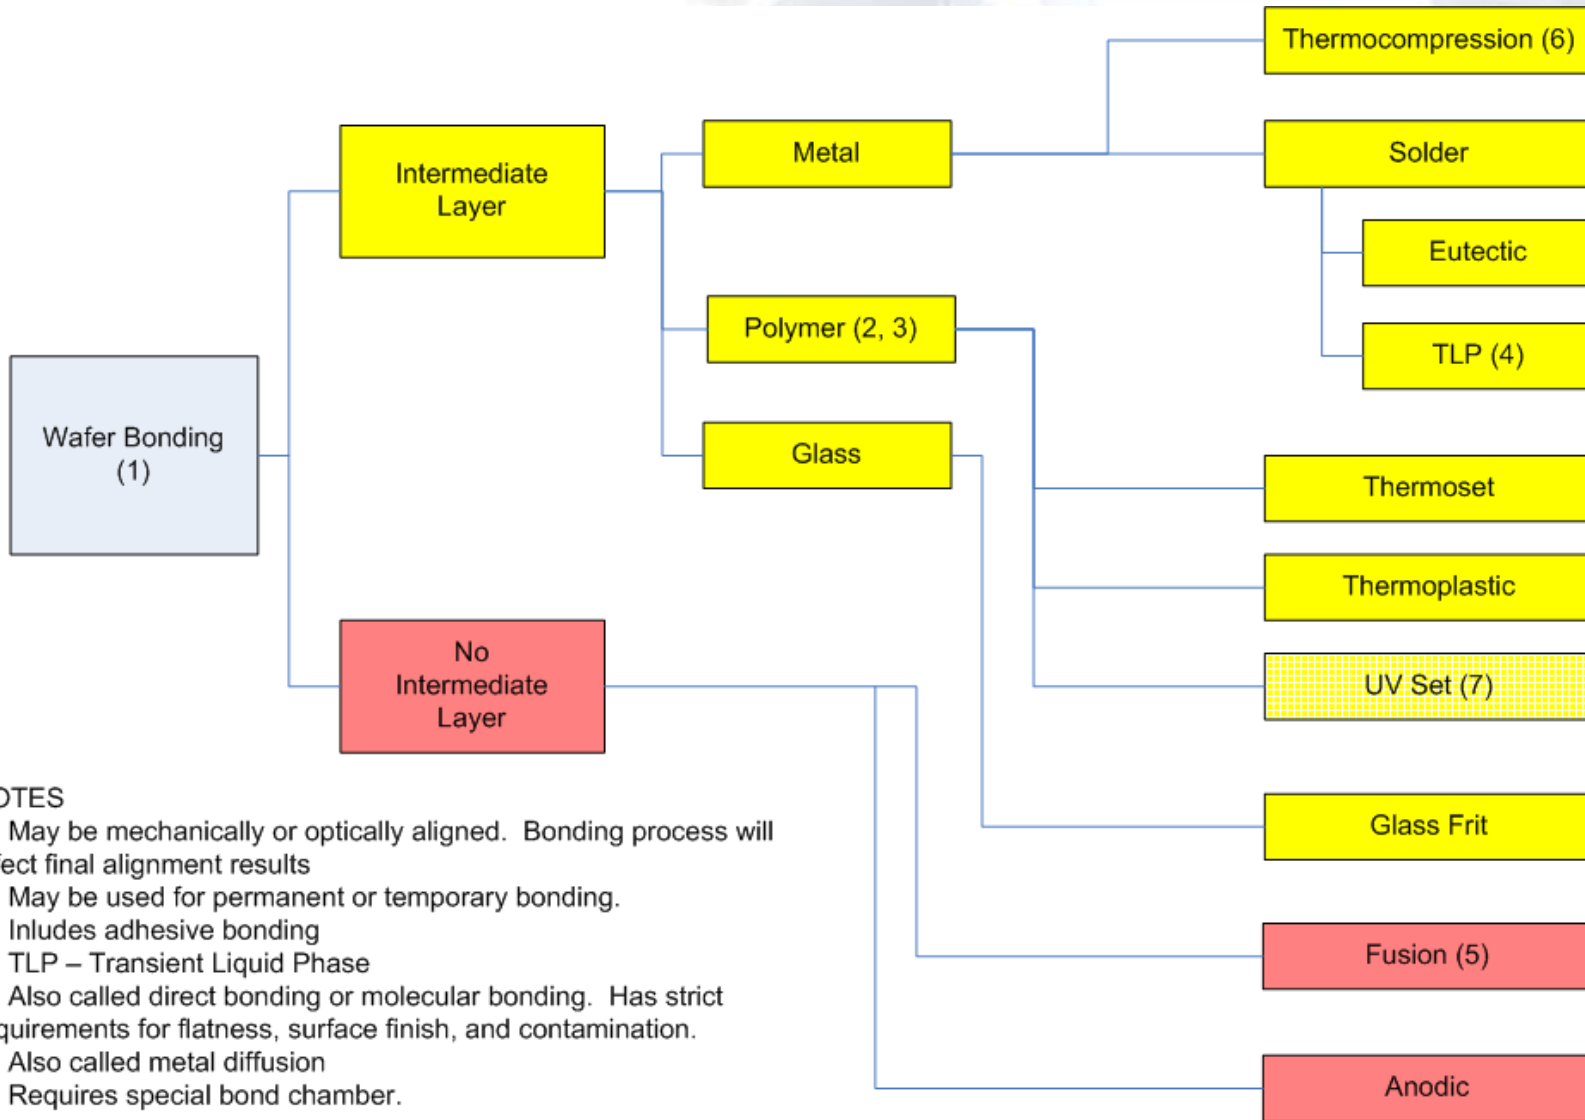 Thermocompression (6)
Metal
Solder
Intermediate
Layer
Eutectic
Polymer (2, 3)
TLP (4)
Wafer Bonding
(1)
Glass
Thermoset
Thermoplastic
No
Intermediate
Layer
UV Set (7)
Glass Frit
Fusion (5)
Anodic
OTES
May be mechanically or optically aligned.  Bonding process will
fect final alignment results
May be used for permanent or temporary bonding.
Inludes adhesive bonding
TLP – Transient Liquid Phase
Also called direct bonding or molecular bonding.  Has strict
quirements for flatness, surface finish, and contamination.
Also called metal diffusion
Requires special bond chamber.